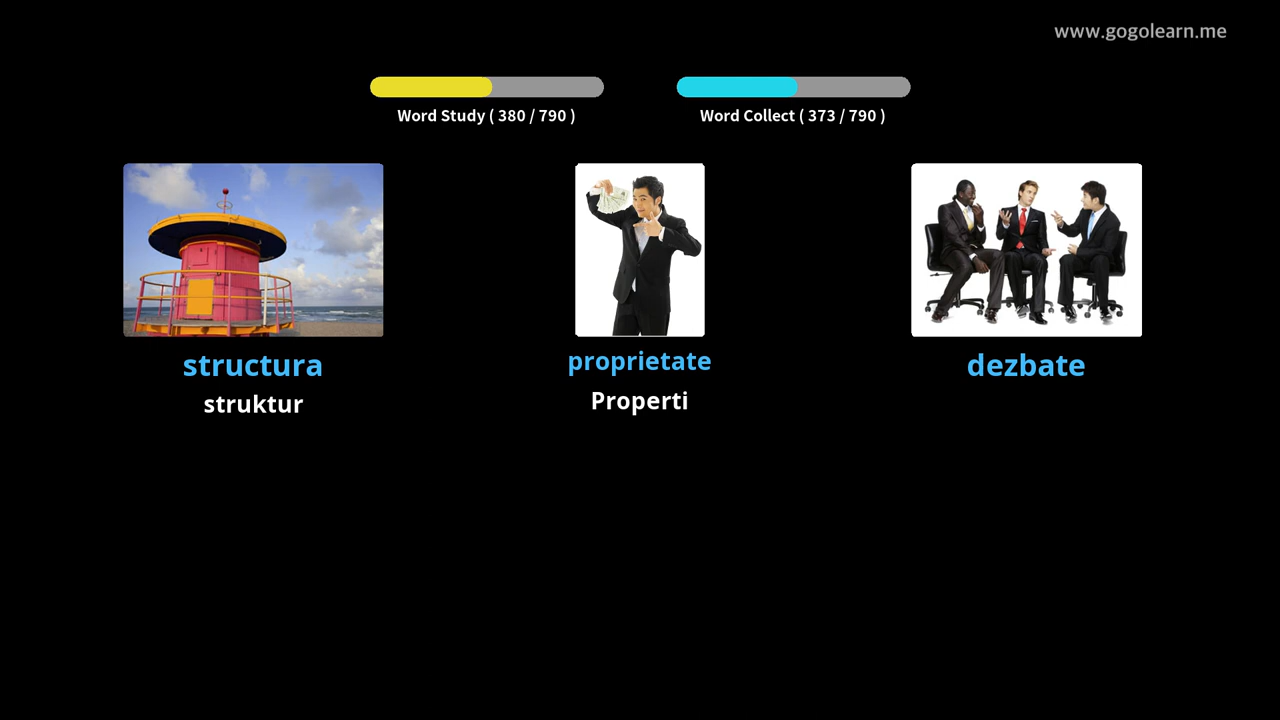 www.gogolearn.me
Word Study ( 380 / 790 )
Word Collect ( 373 / 790 )
structura
struktur
proprietate
Properti
dezbate